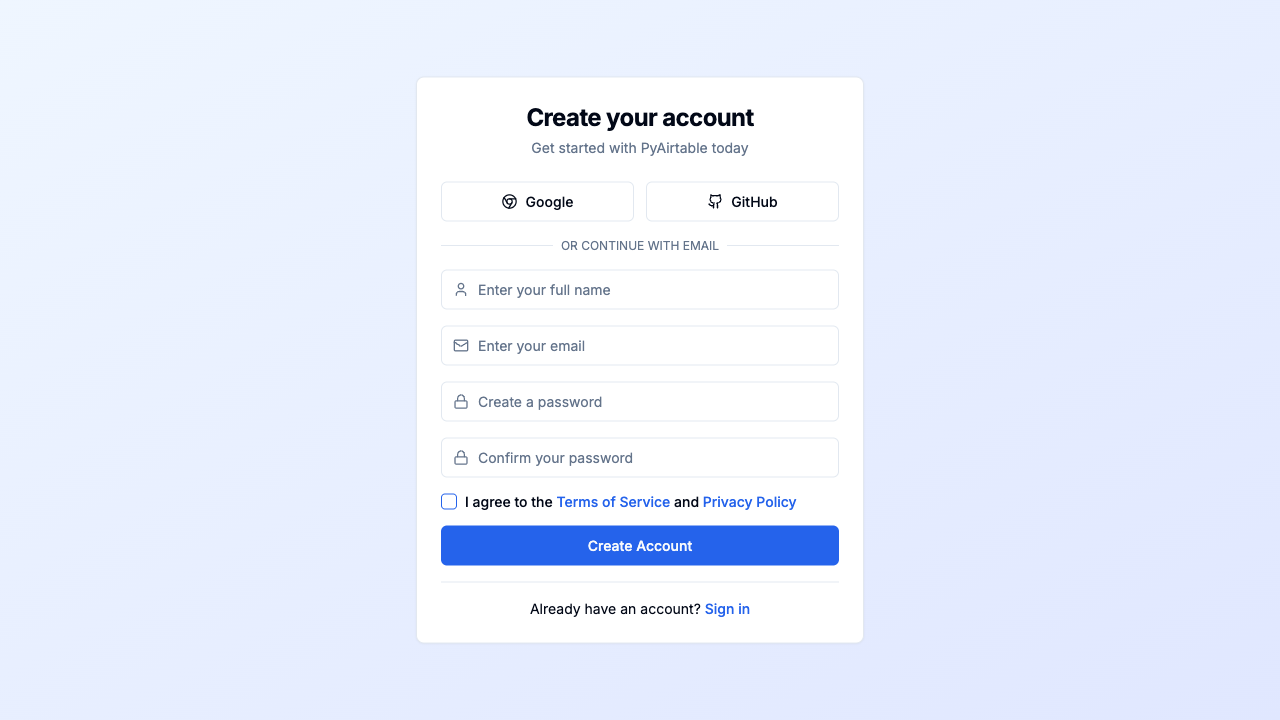 Create your account
Get started with PyAirtable today
Google
GitHub
OR CONTINUE WITH EMAIL
Enter your full name
Enter your email
Create a password
Confirm your password
I agree to the Terms of Service and Privacy Policy
Create Account
Already have an account? Sign in